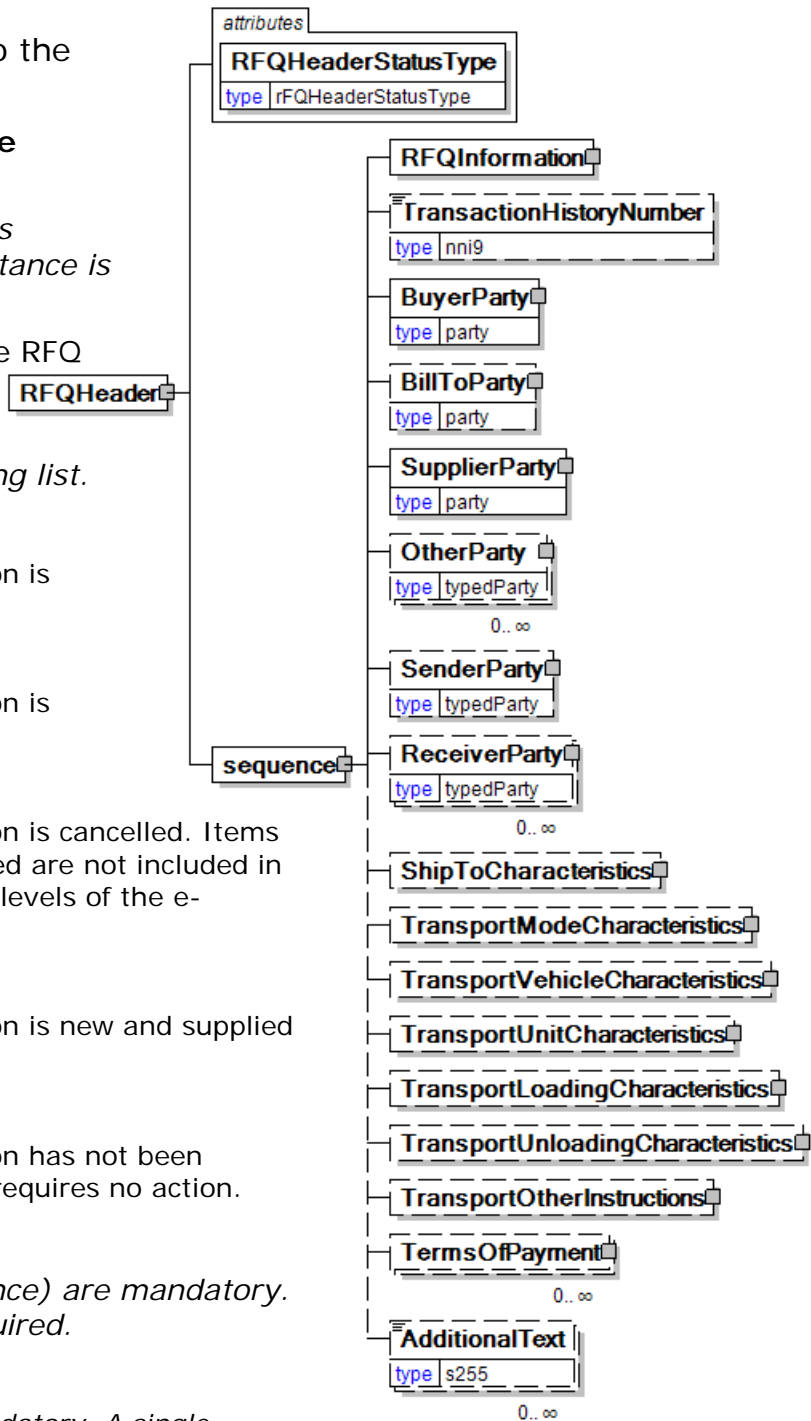 o the
e
s
tance is
e RFQ
ng list.
on is
on is
on is cancelled. Items
ed are not included in
levels of the e-
on is new and supplied
on has not been
requires no action.
nce) are mandatory.
uired.
RFQHeader
attributes
RFQHeaderStatusType
type rFQHeaderStatusType
sequence
RFQInformation
TransactionHistoryNumber
type nni9
BuyerParty
type party
BillToParty
type party
SupplierParty
type party
OtherParty
type typedParty
0.. ∞
SenderParty
type typedParty
ReceiverParty
type typedParty
0.. ∞
ShipToCharacteristics
TransportModeCharacteristics
TransportVehicleCharacteristics
TransportUnitCharacteristics
TransportLoadingCharacteristics
TransportUnloadingCharacteristics
TransportOtherInstructions
TermsOfPayment
0.. ∞
AdditionalText
type s255
0.. ∞